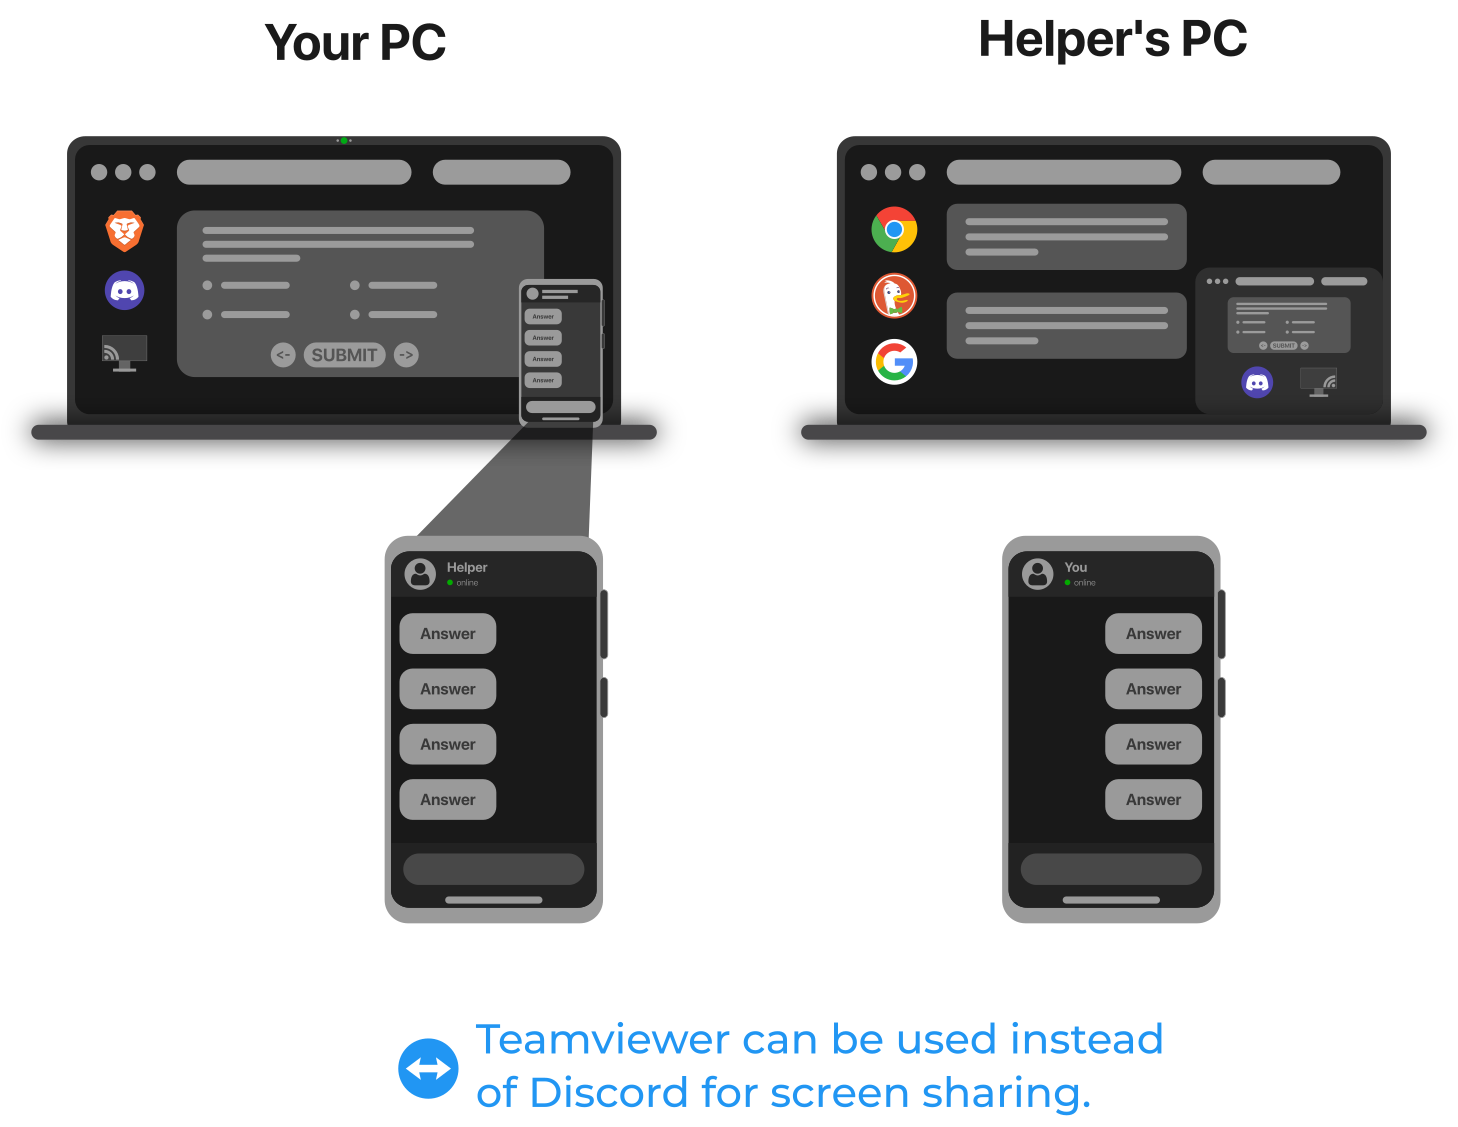 Your PC
Helper's PC
<-
SUBMIT
->
Answer
Answer
Answer
Answer
<-
SUBMIT
->
Helper
online
Answer
Answer
Answer
Answer
You
online
Answer
Answer
Answer
Answer
Teamviewer can be used instead
of Discord for screen sharing.